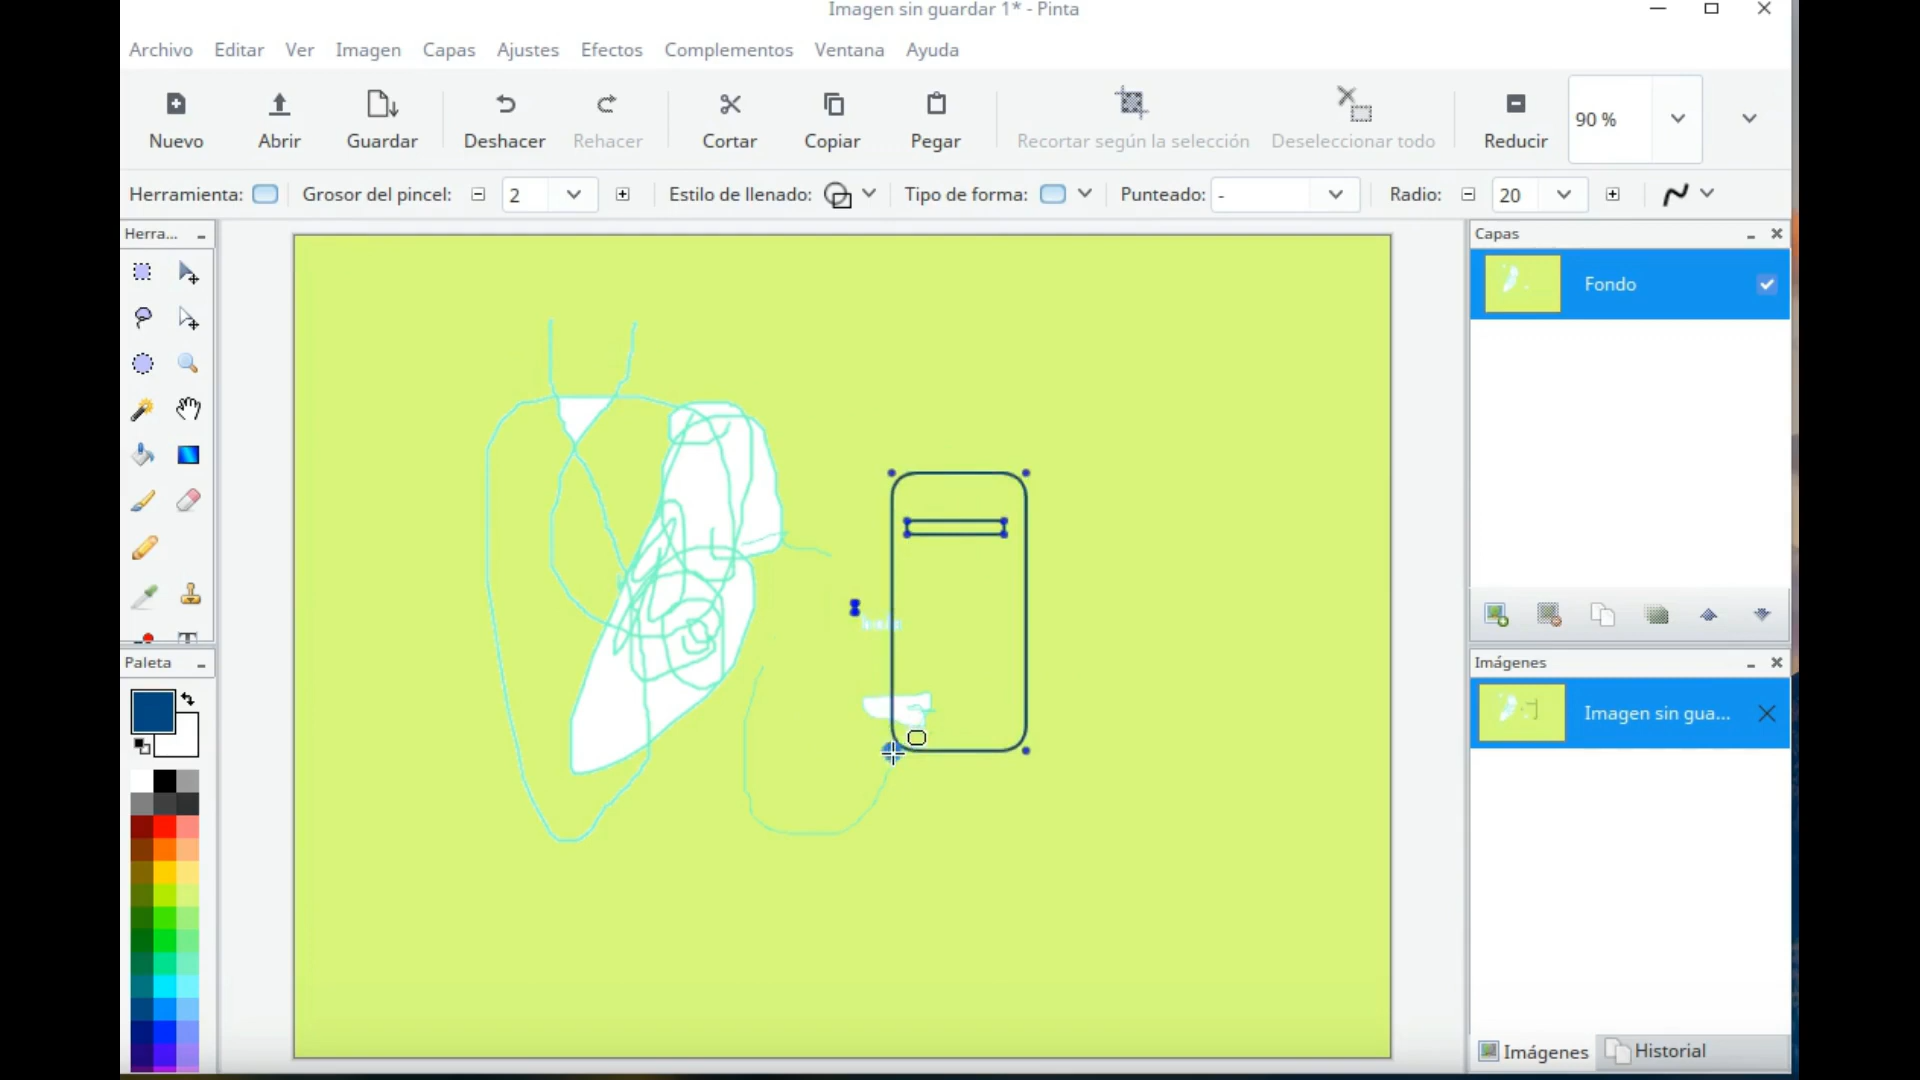 Imagen sin guardar 1* - Pinta
Archivo Editar Ver Imagen Capas Ajustes Efectos Complementos Ventana Ayuda
Nuevo Abrir Guardar Deshacer Rehacer Cortar Copiar Pegar Recortar según la selección Deseleccionar todo Reducir 90 %
Herramienta: Grosor del pincel: 2 Estilo de llenado: Tipo de forma: Punteado: - Radio: 20
Herra...
Capas
Fondo
Paleta
Imágenes
Imagen sin gua...
Imágenes Historial